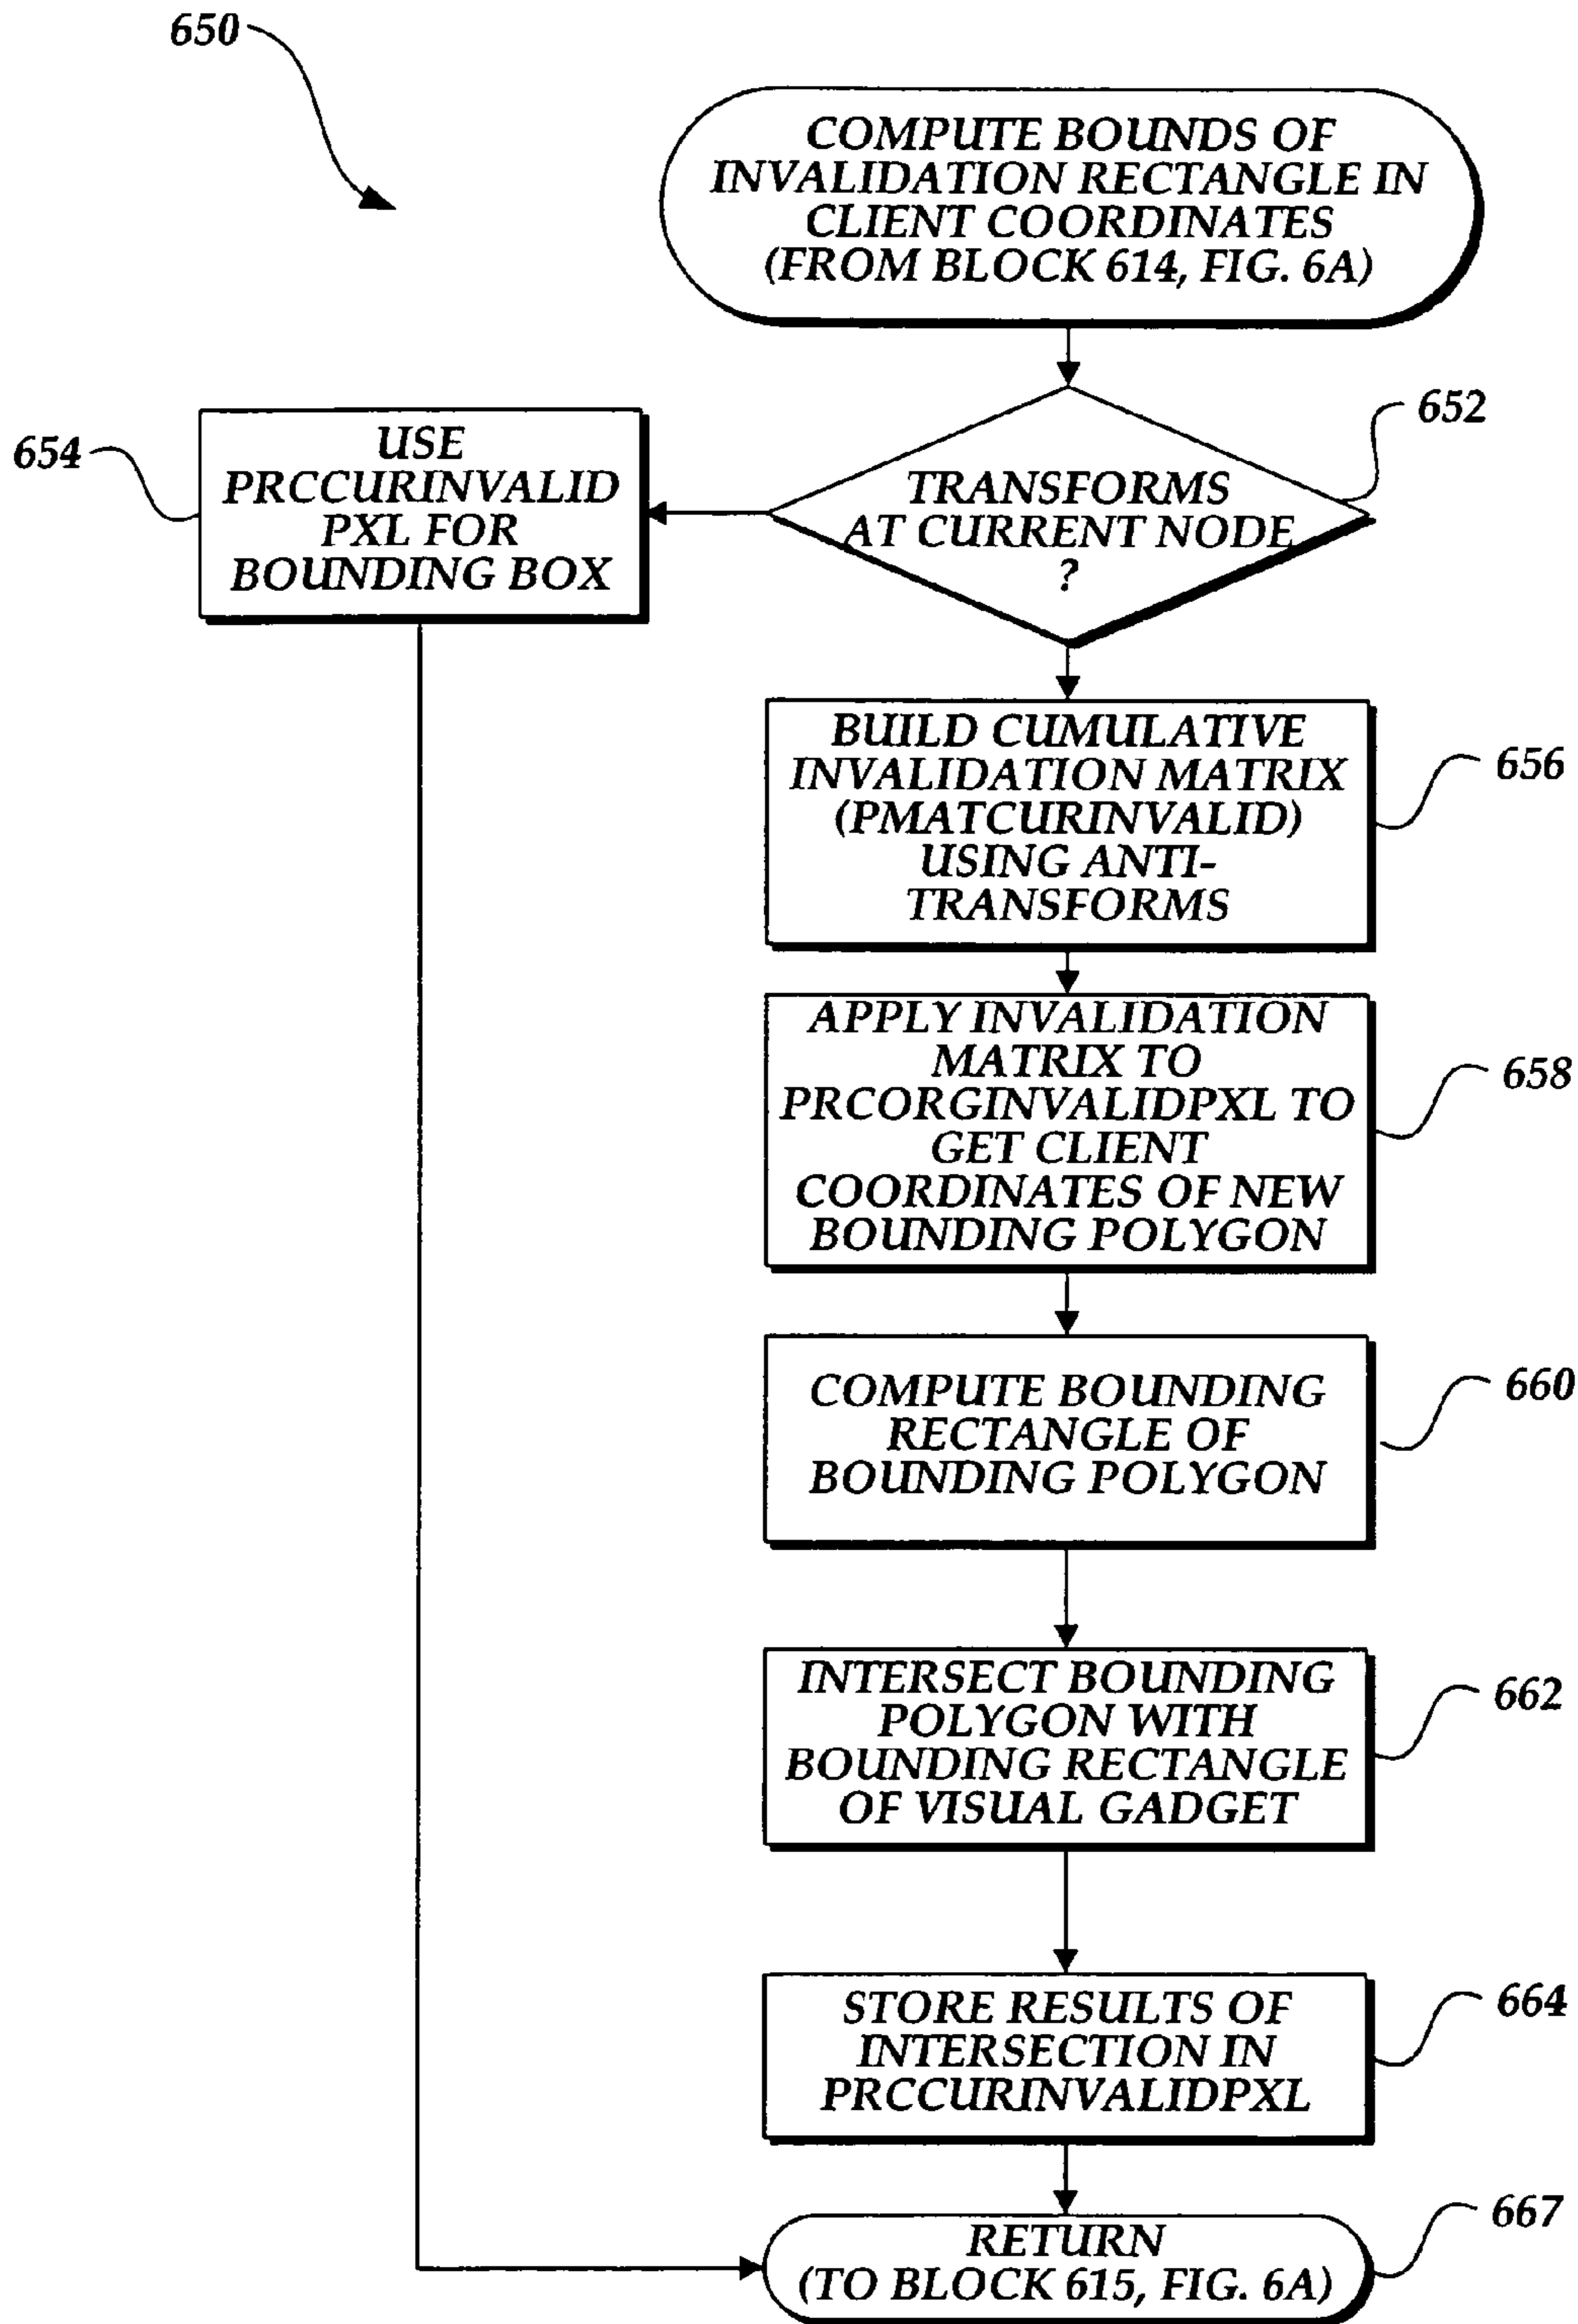 650
COMPUTE BOUNDS OF
INVALIDATION RECTANGLE IN
CLIENT COORDINATES
(FROM BLOCK 614, FIG. 6A)
652
TRANSFORMS
AT CURRENT NODE
?
654
USE
PRCCURINVALID
PXL FOR
BOUNDING BOX
BUILD CUMULATIVE
INVALIDATION MATRIX
(PMATCURINVALID)
USING ANTI-
TRANSFORMS
656
APPLY INVALIDATION
MATRIX TO
PRCORGINVALIDPXL TO
GET CLIENT
COORDINATES OF NEW
BOUNDING POLYGON
658
COMPUTE BOUNDING
RECTANGLE OF
BOUNDING POLYGON
660
INTERSECT BOUNDING
POLYGON WITH
BOUNDING RECTANGLE
OF VISUAL GADGET
662
STORE RESULTS OF
INTERSECTION IN
PRCCURINVALIDPXL
664
RETURN
(TO BLOCK 615, FIG. 6A)
667